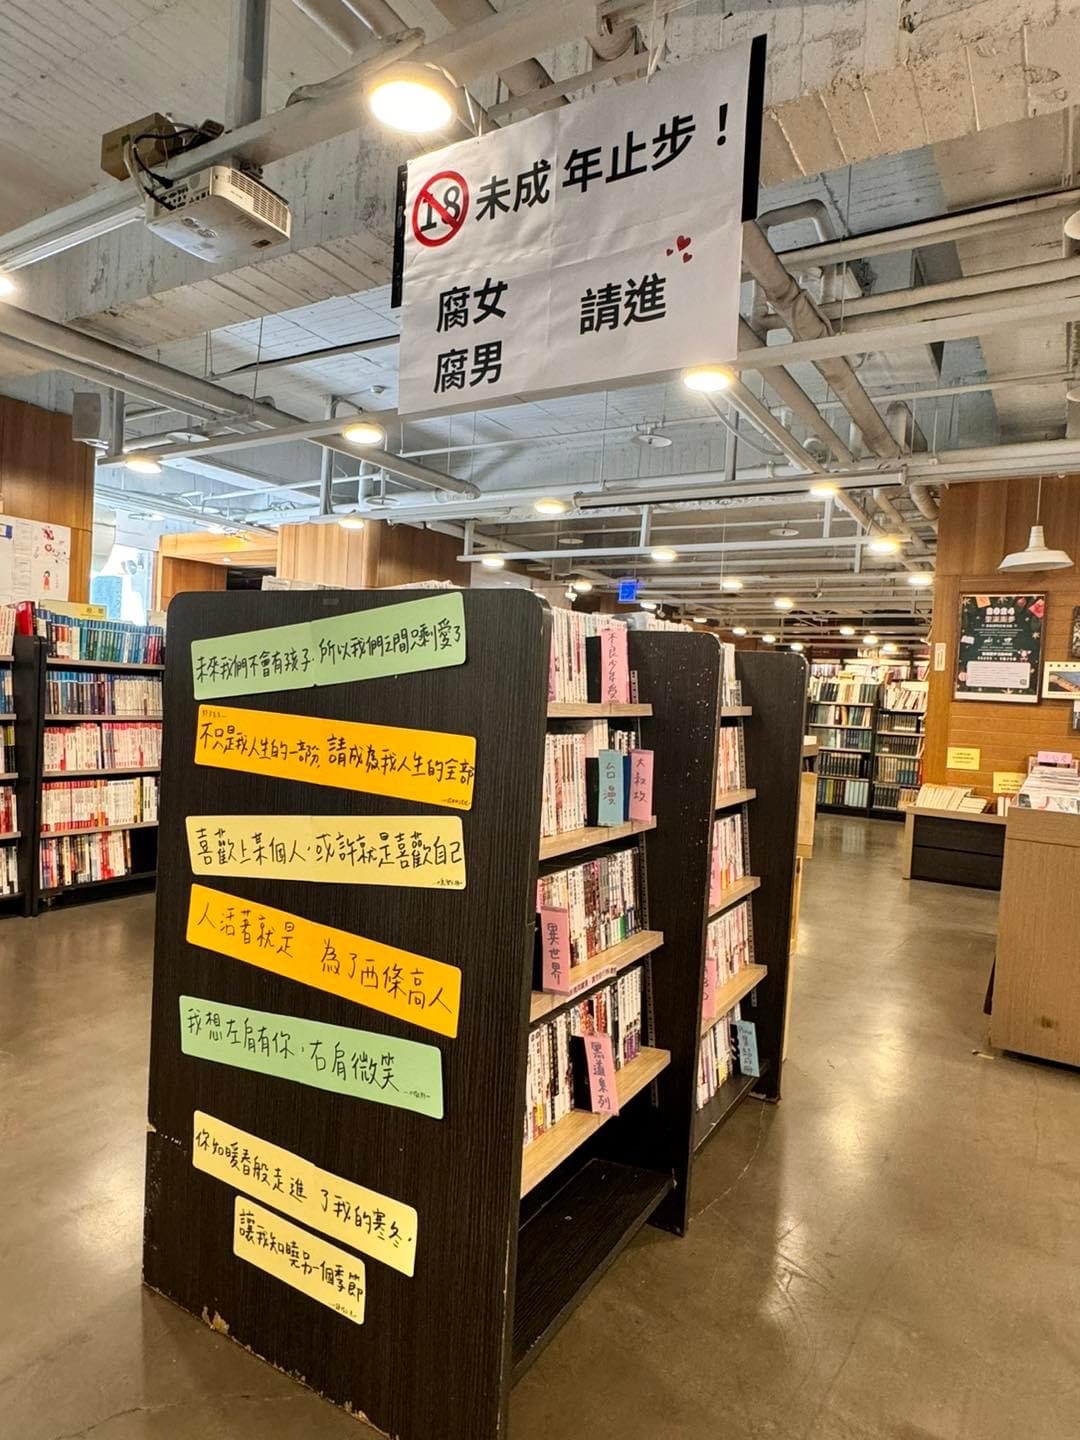 18 未成年止步！
腐女 請進
腐男
未來我們不會有孩子，所以我們之間只剩愛了
不只是我人生的一部份，請成為我人生的全部
喜歡上某個人，或許就是喜歡自己
人活著就是 為了兩條高人
我想左肩有你，右肩微笑
你如暖春般走進了我的寒冬，
讓我知曉另一個季節
台漫
大叔攻
異世界
黑道系列
2024